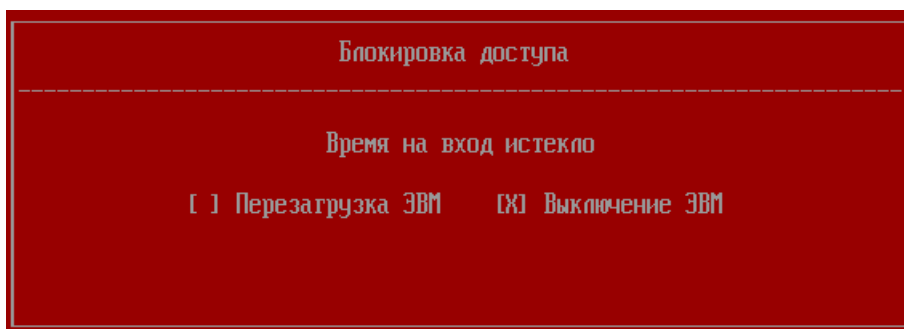 Блокировка доступа
Время на вход истекло
[ ] Перезагрузка ЭВМ [X] Выключение ЭВМ